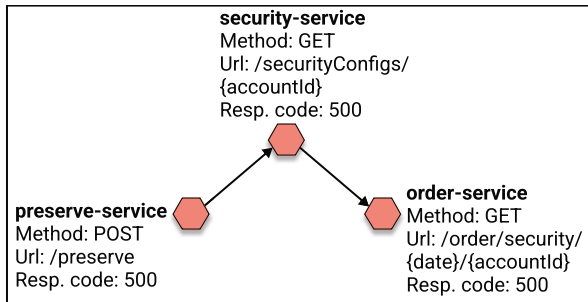 security-service
Method: GET
Url: /securityConfigs/
{accountId}
Resp. code: 500
preserve-service
Method: POST
Url: /preserve
Resp. code: 500
order-service
Method: GET
Url: /order/security/
{date}/{accountId}
Resp. code: 500